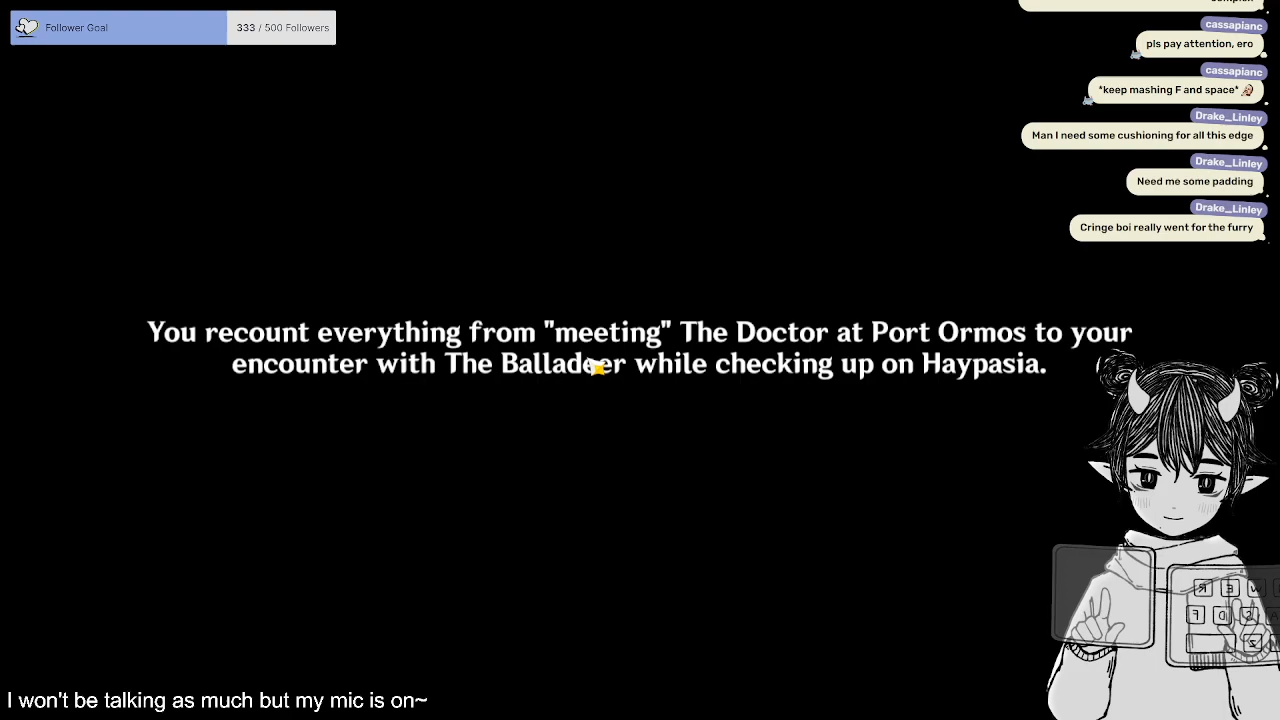 Follower Goal
333 / 500 Followers
cassapianc
pls pay attention, ero
cassapianc
*keep mashing F and space*
Drake_Linley
Man I need some cushioning for all this edge
Drake_Linley
Need me some padding
Drake_Linley
Cringe boi really went for the furry
You recount everything from "meeting" The Doctor at Port Ormos to your
encounter with The Balladeer while checking up on Haypasia.
I won't be talking as much but my mic is on~